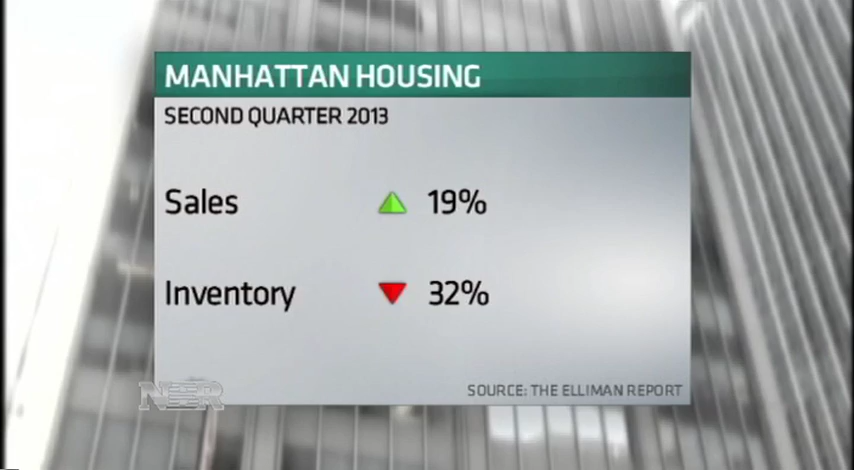 MANHATTAN HOUSING
SECOND QUARTER 2013
Sales 19%
Inventory 32%
SOURCE: THE ELLIMAN REPORT